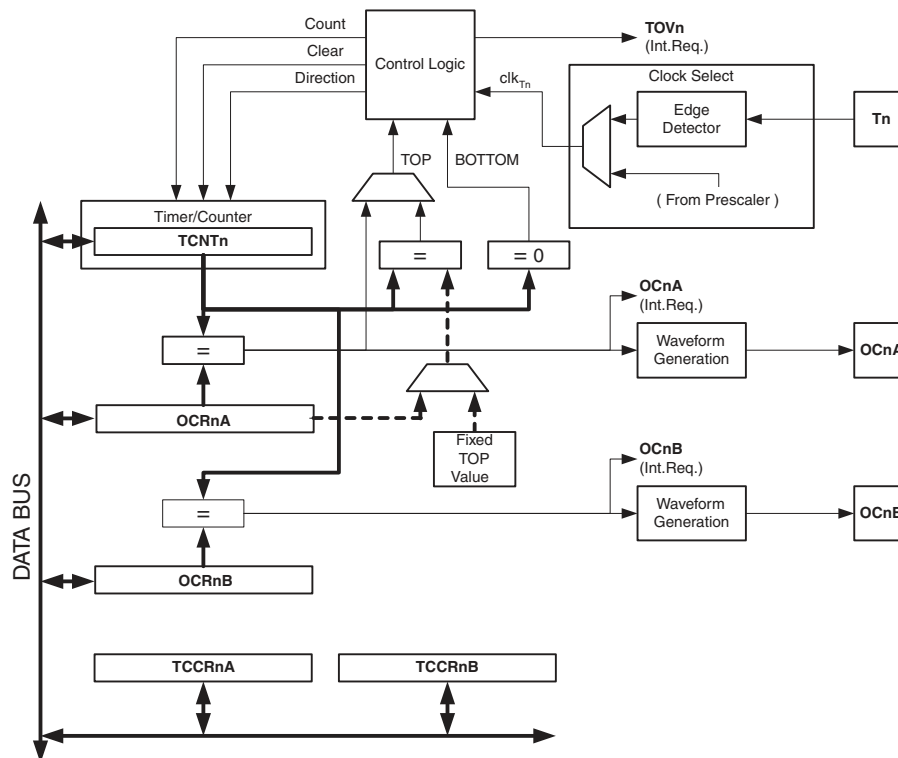 Count
Clear
Direction
Control Logic
TOVn
(Int.Req.)
clkTn
Clock Select
Edge
Detector
Tn
( From Prescaler )
TOP
BOTTOM
Timer/Counter
TCNTn
=
= 0
OCnA
(Int.Req.)
=
Waveform
Generation
OCnA
OCRnA
Fixed
TOP
Value
OCnB
(Int.Req.)
=
Waveform
Generation
OCnB
OCRnB
DATA BUS
TCCRnA
TCCRnB